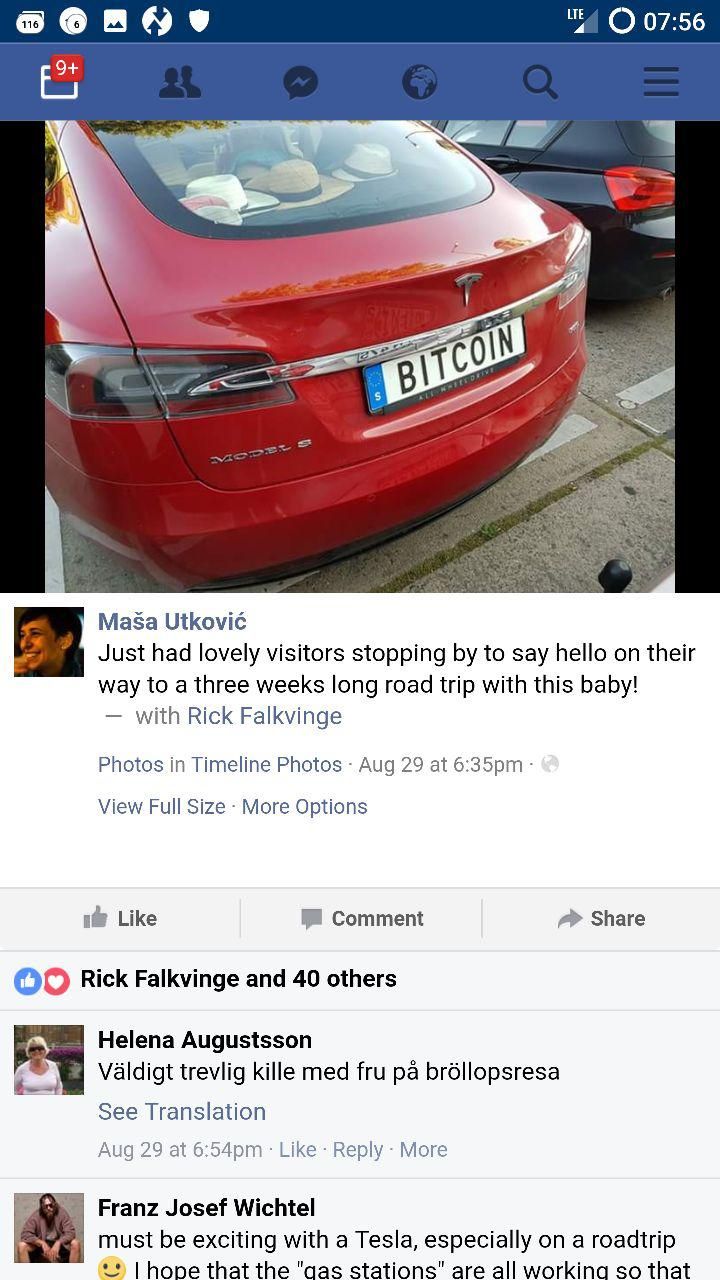 116
6
LTE
07:56
9+
BITCOIN
S
ALL WHEEL DRIVE
MODEL S
Maša Utković
Just had lovely visitors stopping by to say hello on their
way to a three weeks long road trip with this baby!
— with Rick Falkvinge
Photos in Timeline Photos · Aug 29 at 6:35pm ·
View Full Size · More Options
Like
Comment
Share
Rick Falkvinge and 40 others
Helena Augustsson
Väldigt trevlig kille med fru på bröllopsresa
See Translation
Aug 29 at 6:54pm · Like · Reply · More
Franz Josef Wichtel
must be exciting with a Tesla, especially on a roadtrip
🙂 I hope that the "gas stations" are all working so that